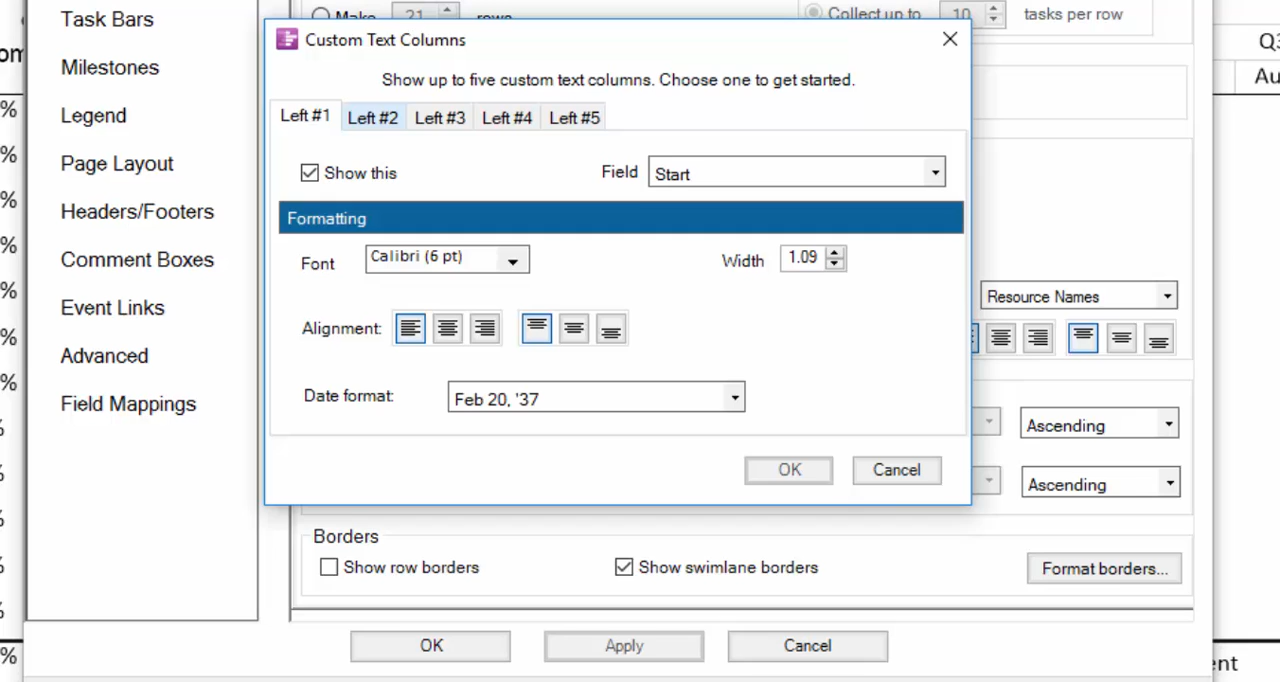 Task Bars
Milestones
Legend
Page Layout
Headers/Footers
Comment Boxes
Event Links
Advanced
Field Mappings
Make 21 rows
Collect up to 10 tasks per row
Q3
Custom Text Columns
Show up to five custom text columns. Choose one to get started.
Left #1 Left #2 Left #3 Left #4 Left #5
Show this Field Start
Formatting
Font Calibri (6 pt) Width 1.09
Alignment:
Date format: Feb 20, '37
OK Cancel
Resource Names
Ascending
Ascending
Borders
Show row borders Show swimlane borders Format borders...
OK Apply Cancel